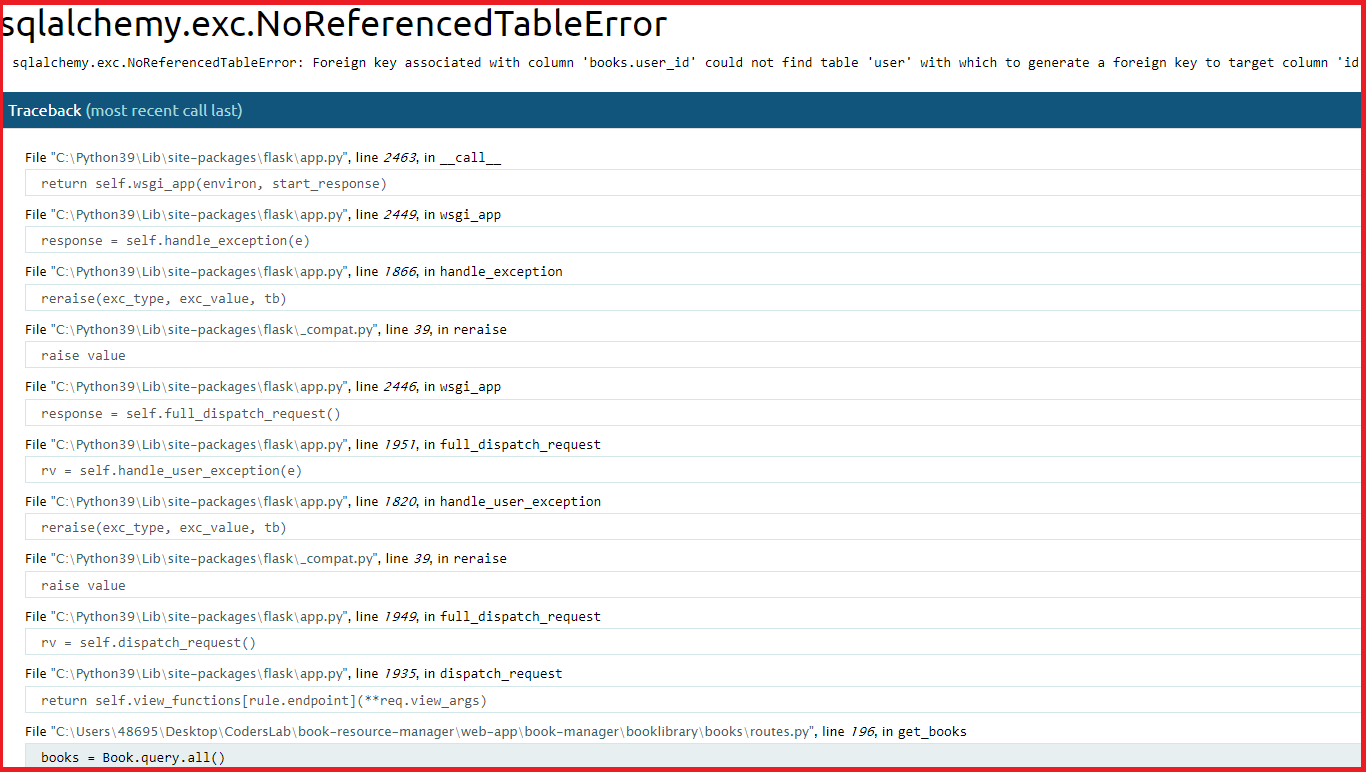 sqlalchemy.exc.NoReferencedTableError
sqlalchemy.exc.NoReferencedTableError: Foreign key associated with column 'books.user_id' could not find table 'user' with which to generate a foreign key to target column 'id
Traceback (most recent call last)
File "C:\Python39\Lib\site-packages\flask\app.py", line 2463, in __call__
return self.wsgi_app(environ, start_response)
File "C:\Python39\Lib\site-packages\flask\app.py", line 2449, in wsgi_app
response = self.handle_exception(e)
File "C:\Python39\Lib\site-packages\flask\app.py", line 1866, in handle_exception
reraise(exc_type, exc_value, tb)
File "C:\Python39\Lib\site-packages\flask\_compat.py", line 39, in reraise
raise value
File "C:\Python39\Lib\site-packages\flask\app.py", line 2446, in wsgi_app
response = self.full_dispatch_request()
File "C:\Python39\Lib\site-packages\flask\app.py", line 1951, in full_dispatch_request
rv = self.handle_user_exception(e)
File "C:\Python39\Lib\site-packages\flask\app.py", line 1820, in handle_user_exception
reraise(exc_type, exc_value, tb)
File "C:\Python39\Lib\site-packages\flask\_compat.py", line 39, in reraise
raise value
File "C:\Python39\Lib\site-packages\flask\app.py", line 1949, in full_dispatch_request
rv = self.dispatch_request()
File "C:\Python39\Lib\site-packages\flask\app.py", line 1935, in dispatch_request
return self.view_functions[rule.endpoint](**req.view_args)
File "C:\Users\48695\Desktop\CodersLab\book-resource-manager\web-app\book-manager\booklibrary\books\routes.py", line 196, in get_books
books = Book.query.all()